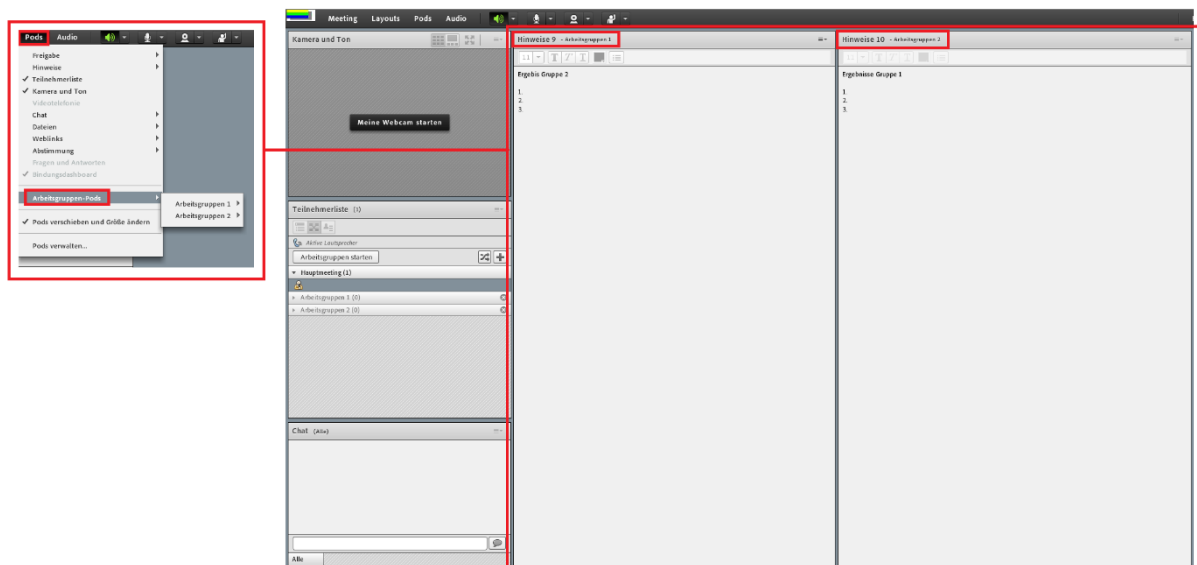 Pods Audio
Freigabe
Hinweise
Teilnehmerliste
Kamera und Ton
Videotelefonie
Chat
Dateien
Weblinks
Abstimmung
Fragen und Antworten
Bindungsdashboard
Arbeitsgruppen-Pods
Arbeitsgruppen 1
Arbeitsgruppen 2
Pods verschieben und Größe ändern
Pods verwalten...
Meeting Layouts Pods Audio
Kamera und Ton
Meine Webcam starten
Teilnehmerliste (1)
Aktive Lautsprecher
Arbeitsgruppen starten
Hauptmeeting (1)
Arbeitsgruppen 1 (0)
Arbeitsgruppen 2 (0)
Chat (Alle)
Alle
Hinweise 9 - Arbeitsgruppen 1
11 T T T
Ergebis Gruppe 2
1.
2.
3.
Hinweise 10 - Arbeitsgruppen 2
T T T
Ergebnisse Gruppe 1
1.
2.
3.